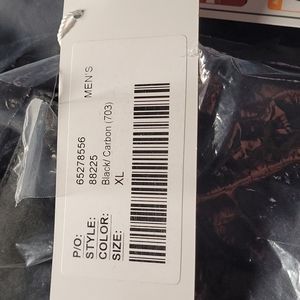 MEN'S
P/O: 65278556
STYLE: 88225
COLOR: Black/ Carbon (703)
SIZE: XL